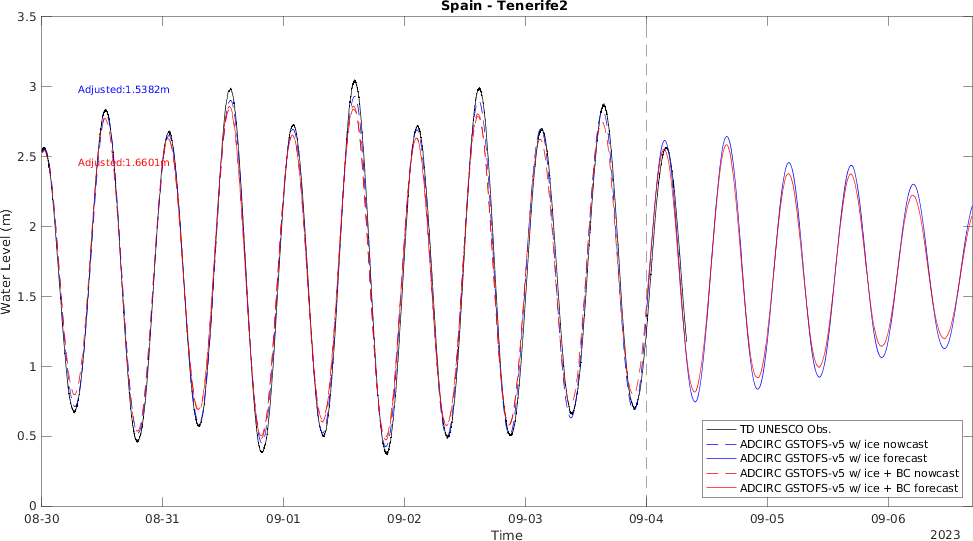 Spain - Tenerife2
3.5
3
2.5
2
1.5
1
0.5
0
Water Level (m)
Adjusted:1.5382m
Adjusted:1.6601m
TD UNESCO Obs.
ADCIRC GSTOFS-v5 w/ ice nowcast
ADCIRC GSTOFS-v5 w/ ice forecast
ADCIRC GSTOFS-v5 w/ ice + BC nowcast
ADCIRC GSTOFS-v5 w/ ice + BC forecast
08-30 08-31 09-01 09-02 09-03 09-04 09-05 09-06
Time
2023